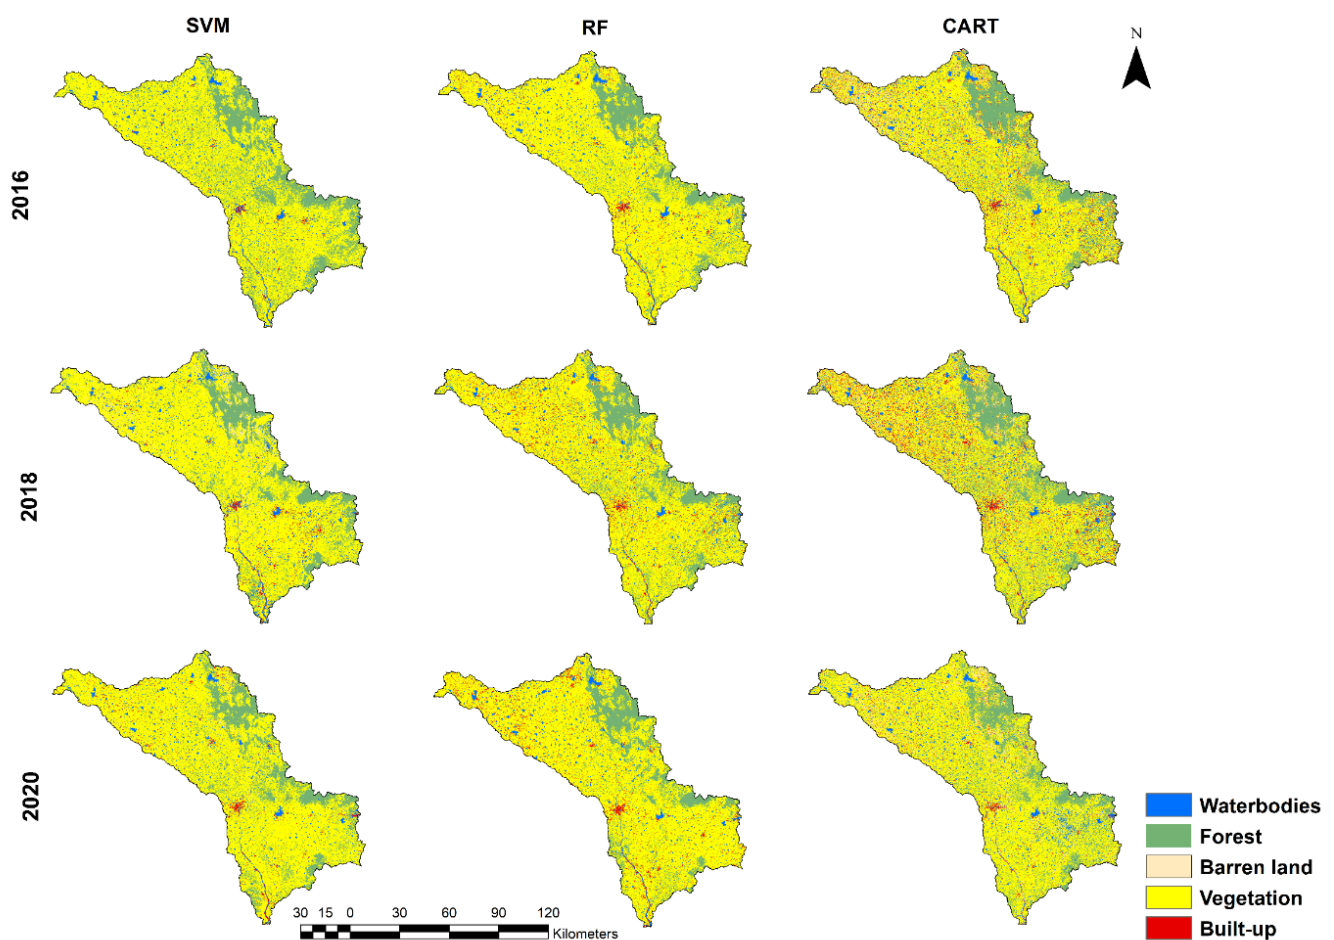 SVM
RF
CART
N
2016
2018
2020
Waterbodies
Forest
Barren land
Vegetation
Built-up
30 15 0 30 60 90 120
Kilometers